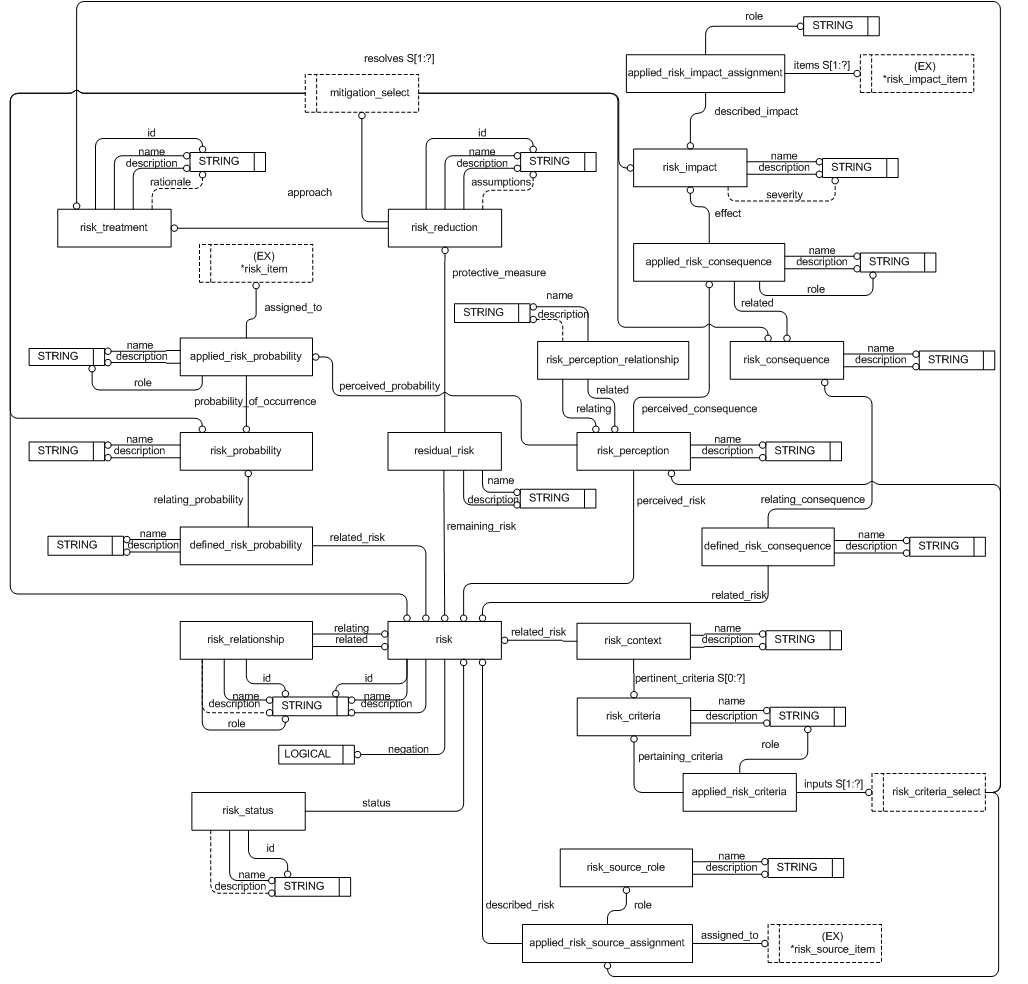 role
STRING
resolves S[1:?]
applied_risk_impact_assignment
items S[1:?]
(EX)
*risk_impact_item
mitigation_select
described_impact
id
name
description
STRING
rationale
id
name
description
STRING
assumptions
approach
risk_impact
name
description
STRING
severity
effect
risk_treatment
risk_reduction
(EX)
*risk_item
protective_measure
applied_risk_consequence
name
description
STRING
role
related
assigned_to
STRING
name
description
risk_perception_relationship
risk_consequence
name
description
STRING
STRING
name
description
applied_risk_probability
role
perceived_probability
related
relating
perceived_consequence
probability_of_occurrence
STRING
name
description
risk_probability
residual_risk
risk_perception
name
description
STRING
name
description
STRING
perceived_risk
relating_consequence
relating_probability
remaining_risk
STRING
name
description
defined_risk_probability
related_risk
defined_risk_consequence
name
description
STRING
related_risk
risk_relationship
relating
related
risk
related_risk
risk_context
name
description
STRING
id
name
description
STRING
id
name
description
role
pertinent_criteria S[0:?]
risk_criteria
name
description
STRING
LOGICAL
negation
pertaining_criteria
role
applied_risk_criteria
inputs S[1:?]
risk_criteria_select
risk_status
status
id
name
description
STRING
risk_source_role
name
description
STRING
described_risk
role
applied_risk_source_assignment
assigned_to
(EX)
*risk_source_item